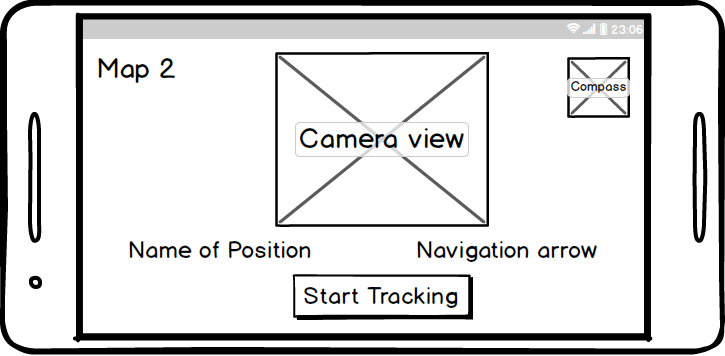 23:06
Map 2
Compass
Camera view
Name of Position
Navigation arrow
Start Tracking